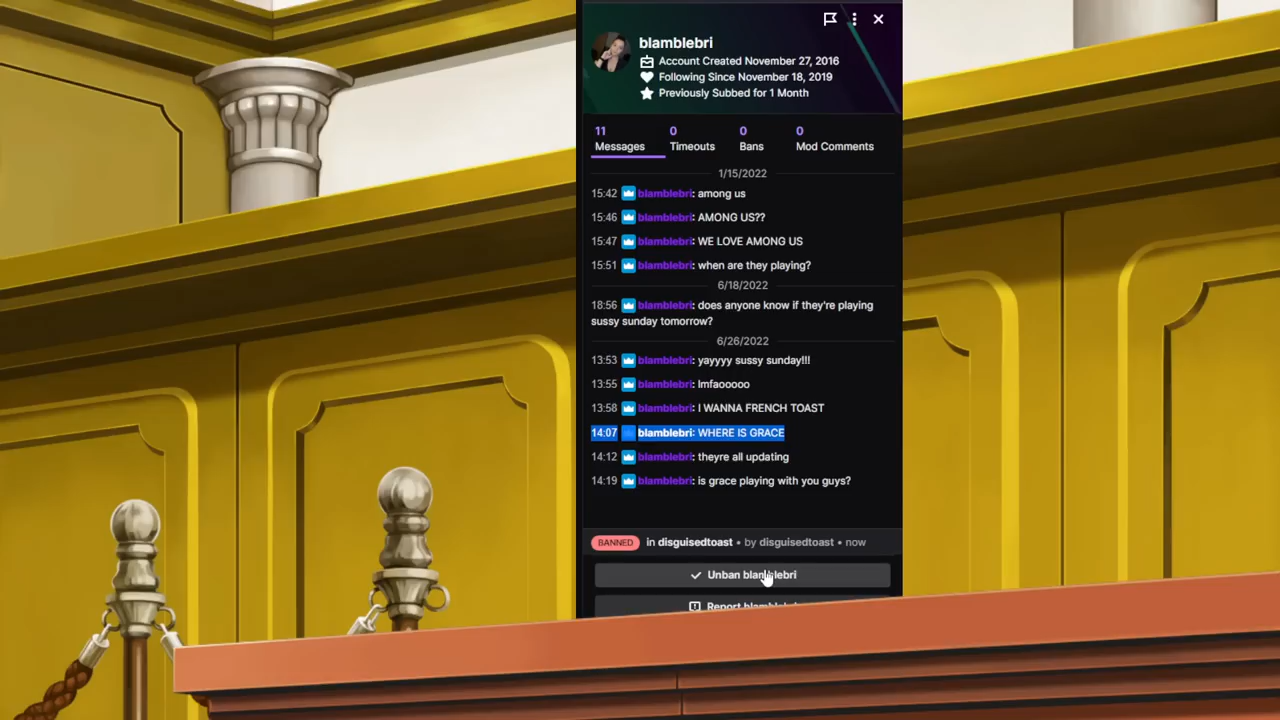 blamblebri
Account Created November 27, 2016
Following Since November 18, 2019
Previously Subbed for 1 Month
11 0 0 0
Messages Timeouts Bans Mod Comments
1/15/2022
15:42 blamblebri: among us
15:46 blamblebri: AMONG US??
15:47 blamblebri: WE LOVE AMONG US
15:51 blamblebri: when are they playing?
6/18/2022
18:56 blamblebri: does anyone know if they're playing
sussy sunday tomorrow?
6/26/2022
13:53 blamblebri: yayyyy sussy sunday!!!
13:55 blamblebri: lmfaooooo
13:58 blamblebri: I WANNA FRENCH TOAST
14:07 blamblebri: WHERE IS GRACE
14:12 blamblebri: theyre all updating
14:19 blamblebri: is grace playing with you guys?
BANNED in disguisedtoast • by disguisedtoast • now
Unban blamblebri
Report blamblebri